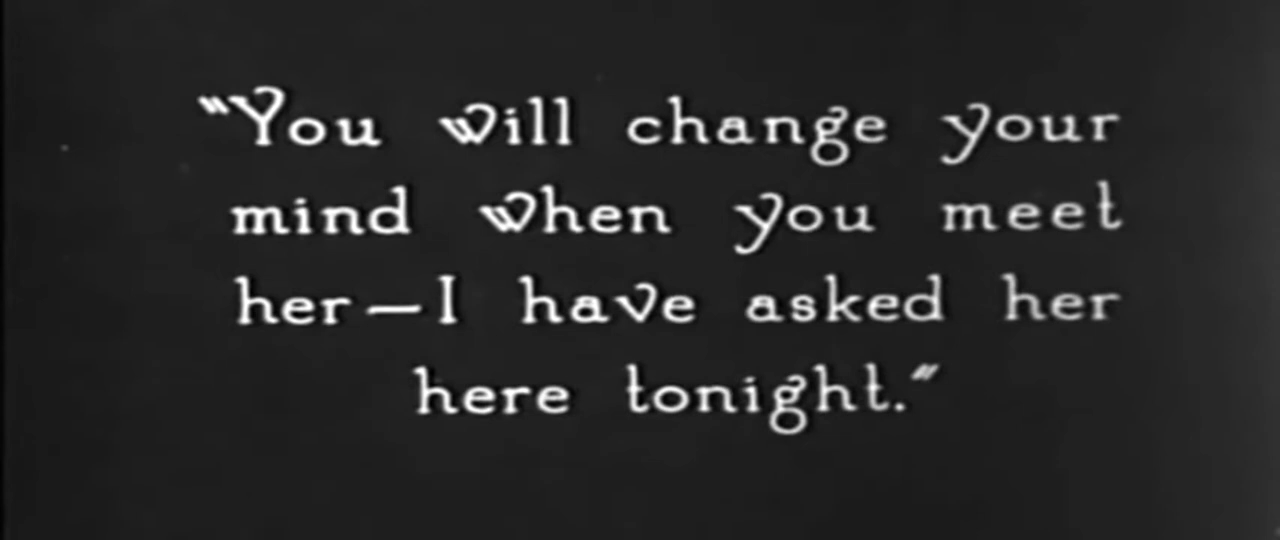 "You will change your
mind when you meet
her—I have asked her
here tonight."